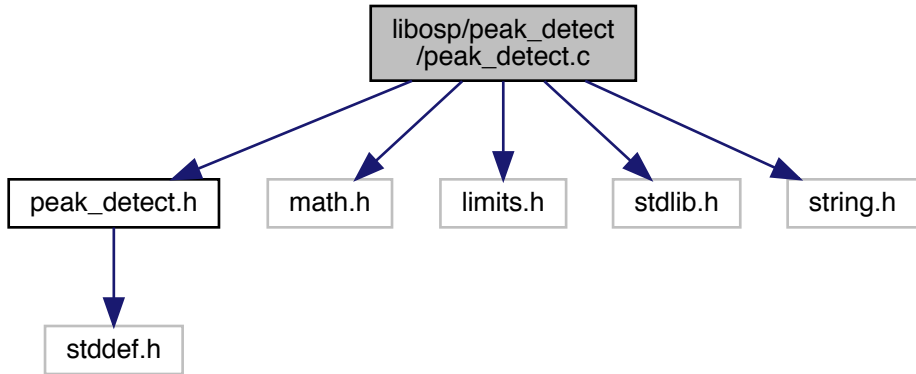 libosp/peak_detect
/peak_detect.c
peak_detect.h
math.h
limits.h
stdlib.h
string.h
stddef.h